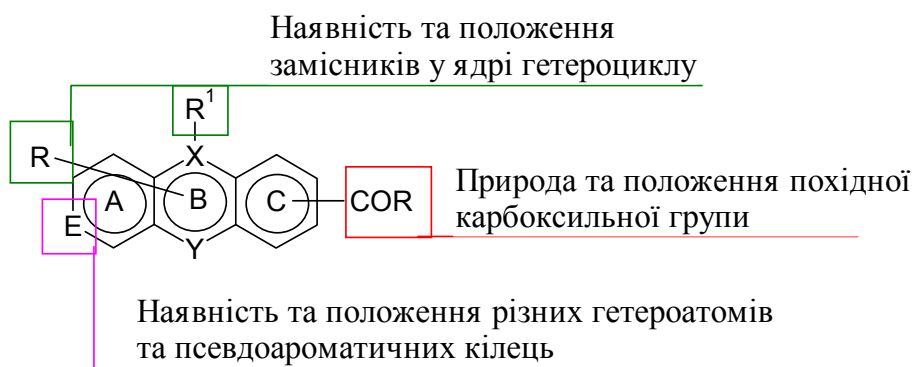 Наявність та положення
замісників у ядрі гетероциклу
R¹
R
X
A
B
C
COR
E
Y
Природа та положення похідної
карбоксильної групи
Наявність та положення різних гетероатомів
та псевдоароматичних кілець